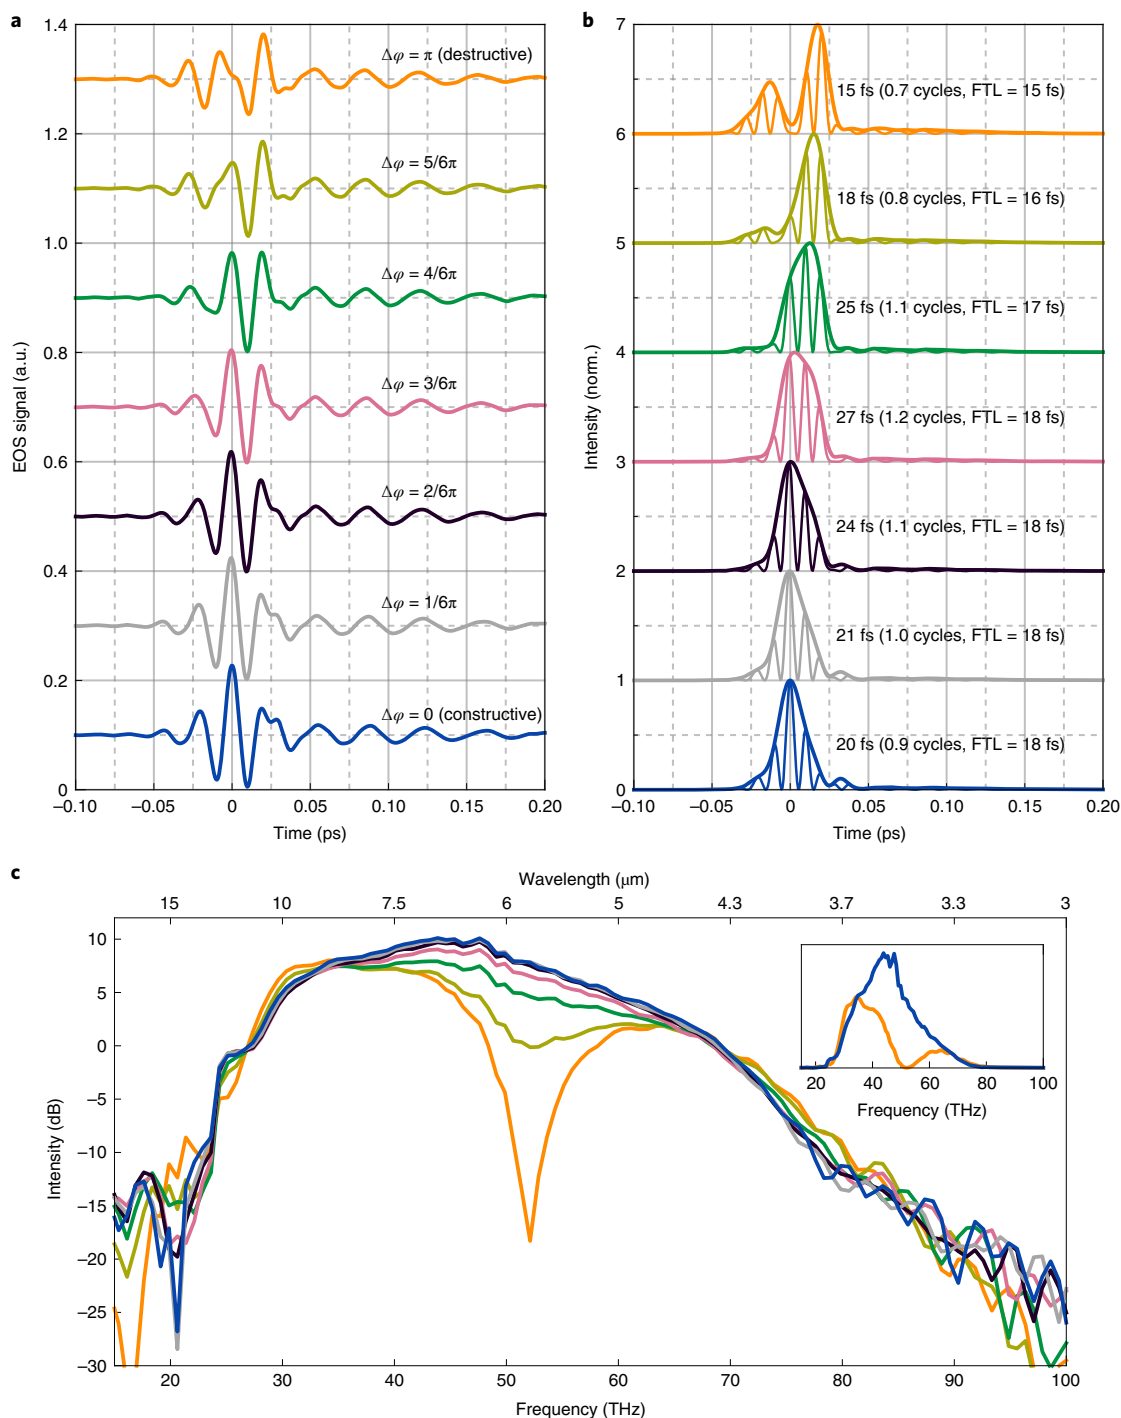 a
1.4
1.2
1.0
0.8
0.6
0.4
0.2
0
EOS signal (a.u.)
Δφ = π (destructive)
Δφ = 5/6π
Δφ = 4/6π
Δφ = 3/6π
Δφ = 2/6π
Δφ = 1/6π
Δφ = 0 (constructive)
–0.10 –0.05 0 0.05 0.10 0.15 0.20
Time (ps)
b
7
6
5
4
3
2
1
0
Intensity (norm.)
15 fs (0.7 cycles, FTL = 15 fs)
18 fs (0.8 cycles, FTL = 16 fs)
25 fs (1.1 cycles, FTL = 17 fs)
27 fs (1.2 cycles, FTL = 18 fs)
24 fs (1.1 cycles, FTL = 18 fs)
21 fs (1.0 cycles, FTL = 18 fs)
20 fs (0.9 cycles, FTL = 18 fs)
–0.10 –0.05 0 0.05 0.10 0.15 0.20
Time (ps)
c
Wavelength (μm)
15 10 7.5 6 5 4.3 3.7 3.3 3
10
5
0
–5
–10
–15
–20
–25
–30
Intensity (dB)
20 40 60 80 100
Frequency (THz)
20 30 40 50 60 70 80 90 100
Frequency (THz)